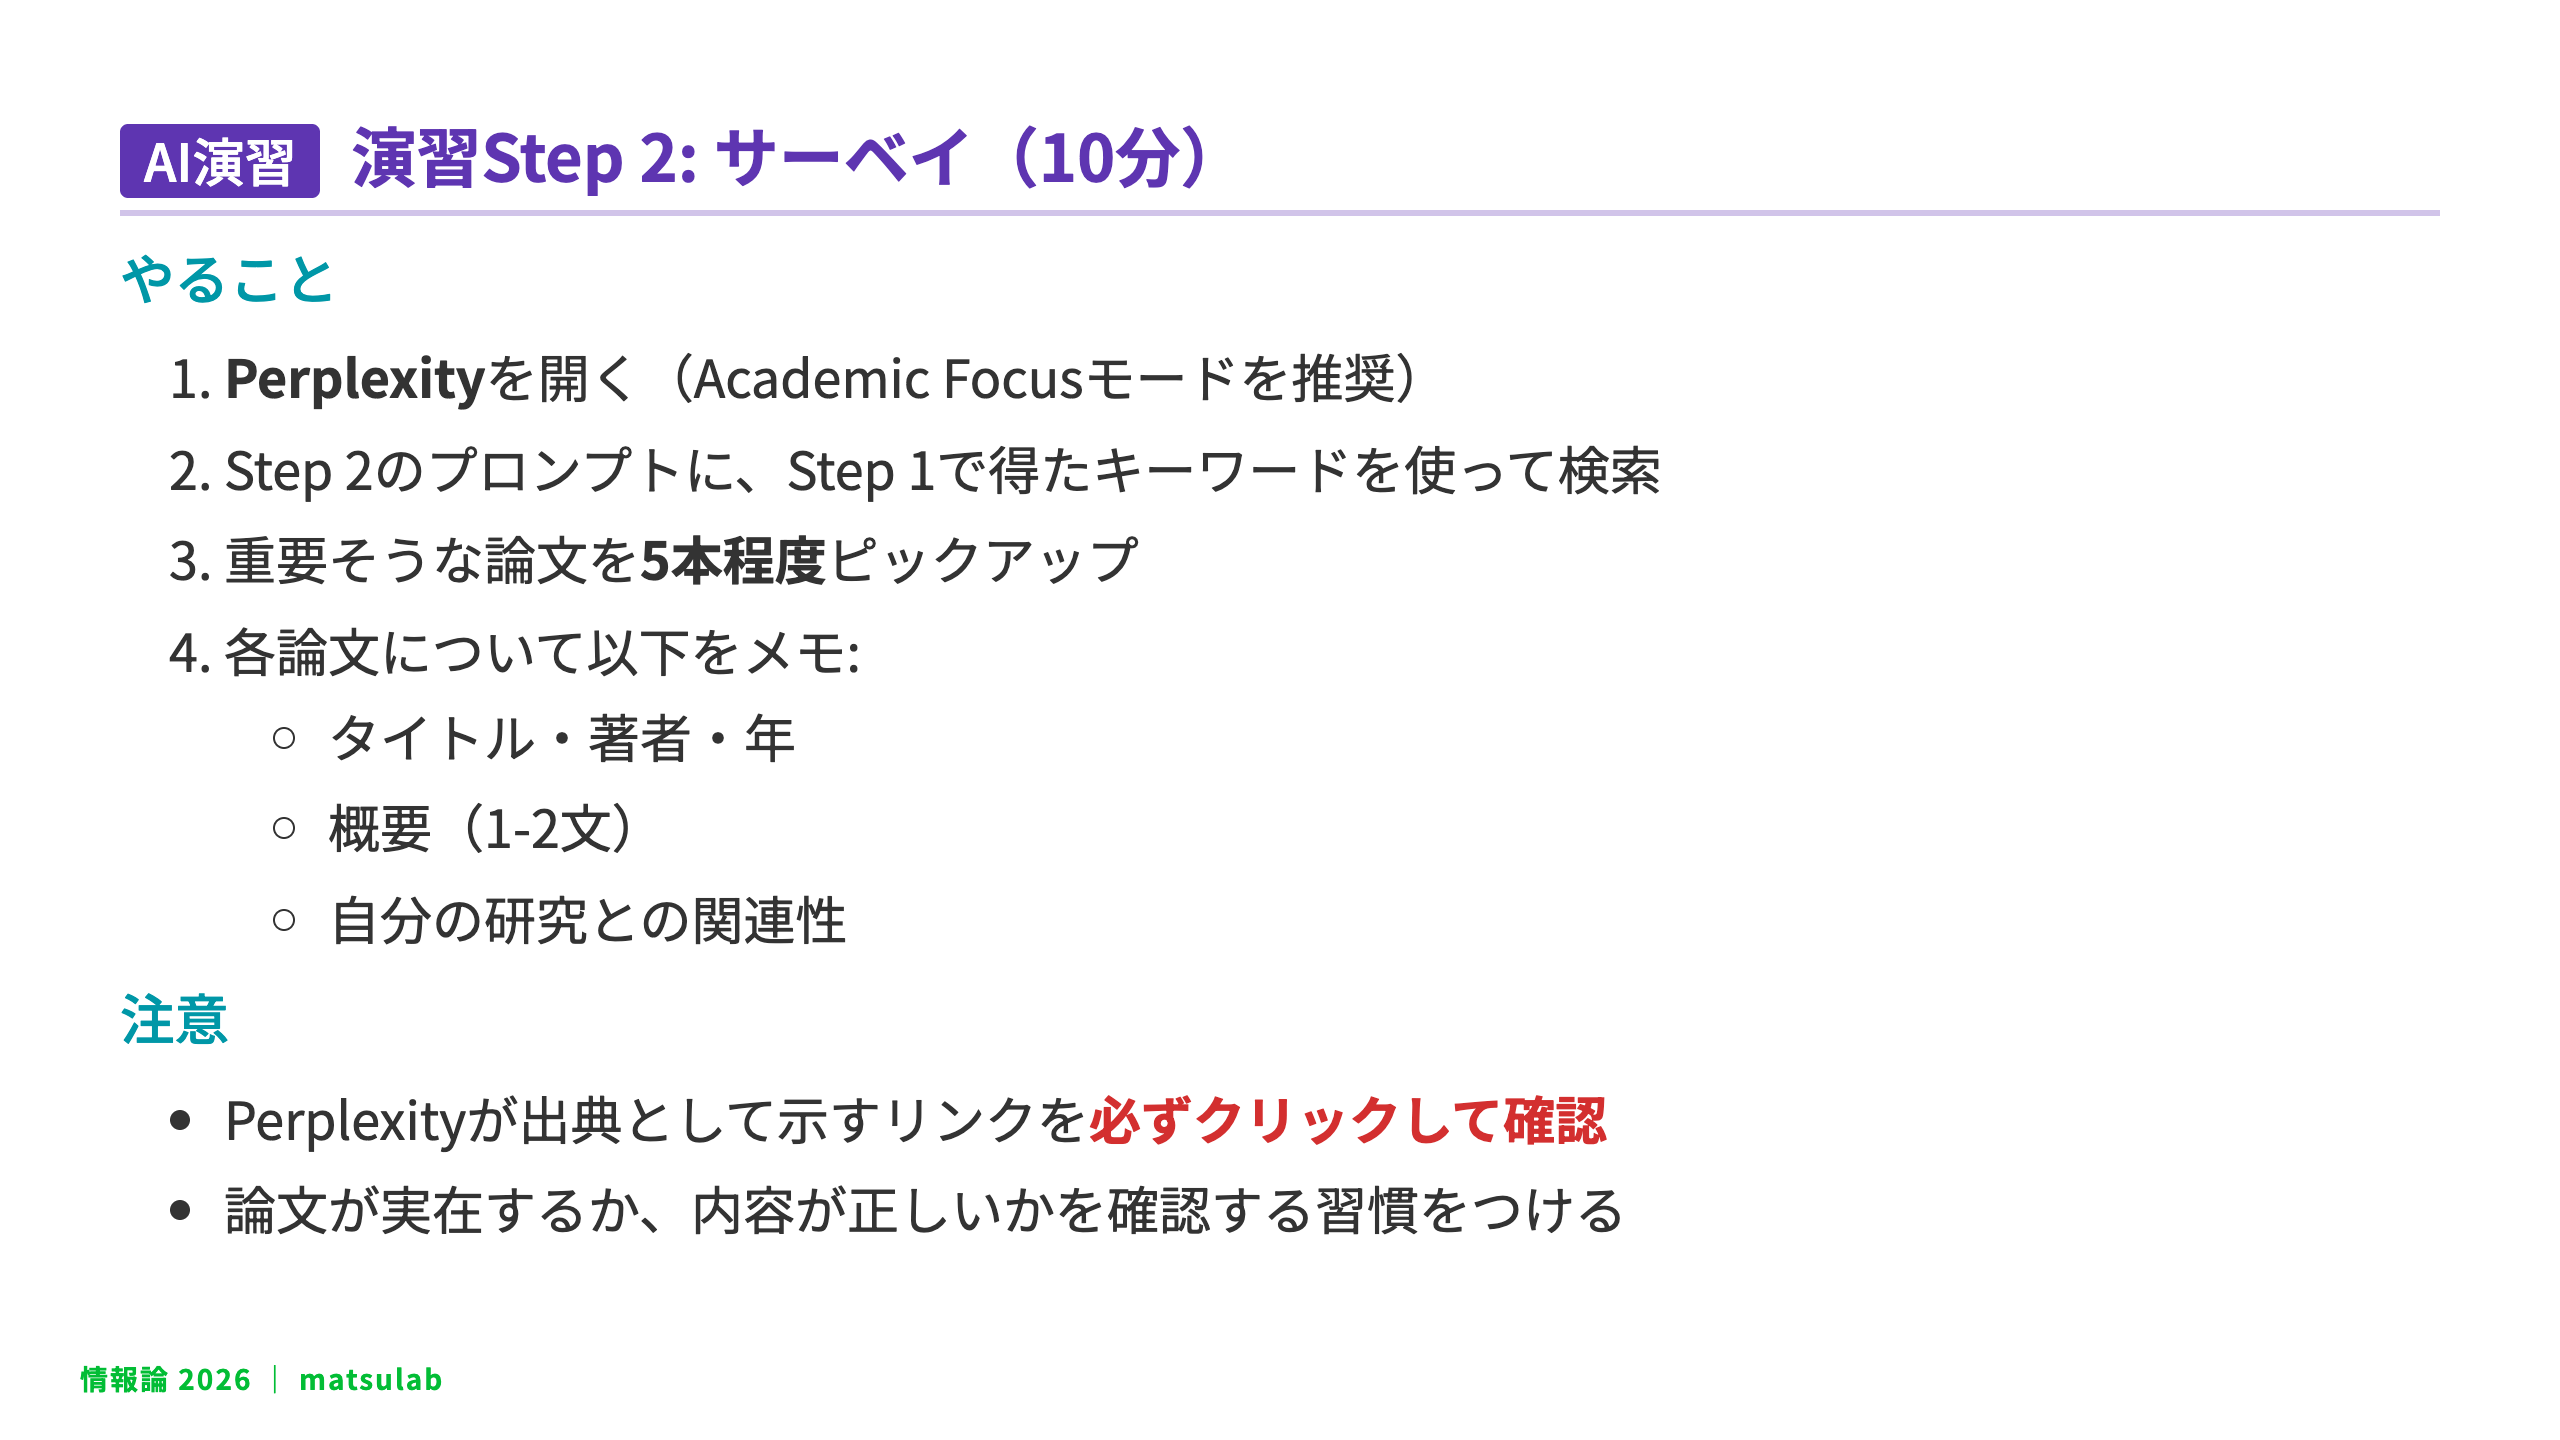 AI演習 演習Step 2: サーベイ（10分）
やること
1. Perplexityを開く（Academic Focusモードを推奨）
2. Step 2のプロンプトに、Step 1で得たキーワードを使って検索
3. 重要そうな論文を5本程度ピックアップ
4. 各論文について以下をメモ:
○ タイトル・著者・年
○ 概要（1-2文）
○ 自分の研究との関連性
注意
• Perplexityが出典として示すリンクを必ずクリックして確認
• 論文が実在するか、内容が正しいかを確認する習慣をつける
情報論 2026 ｜ matsulab